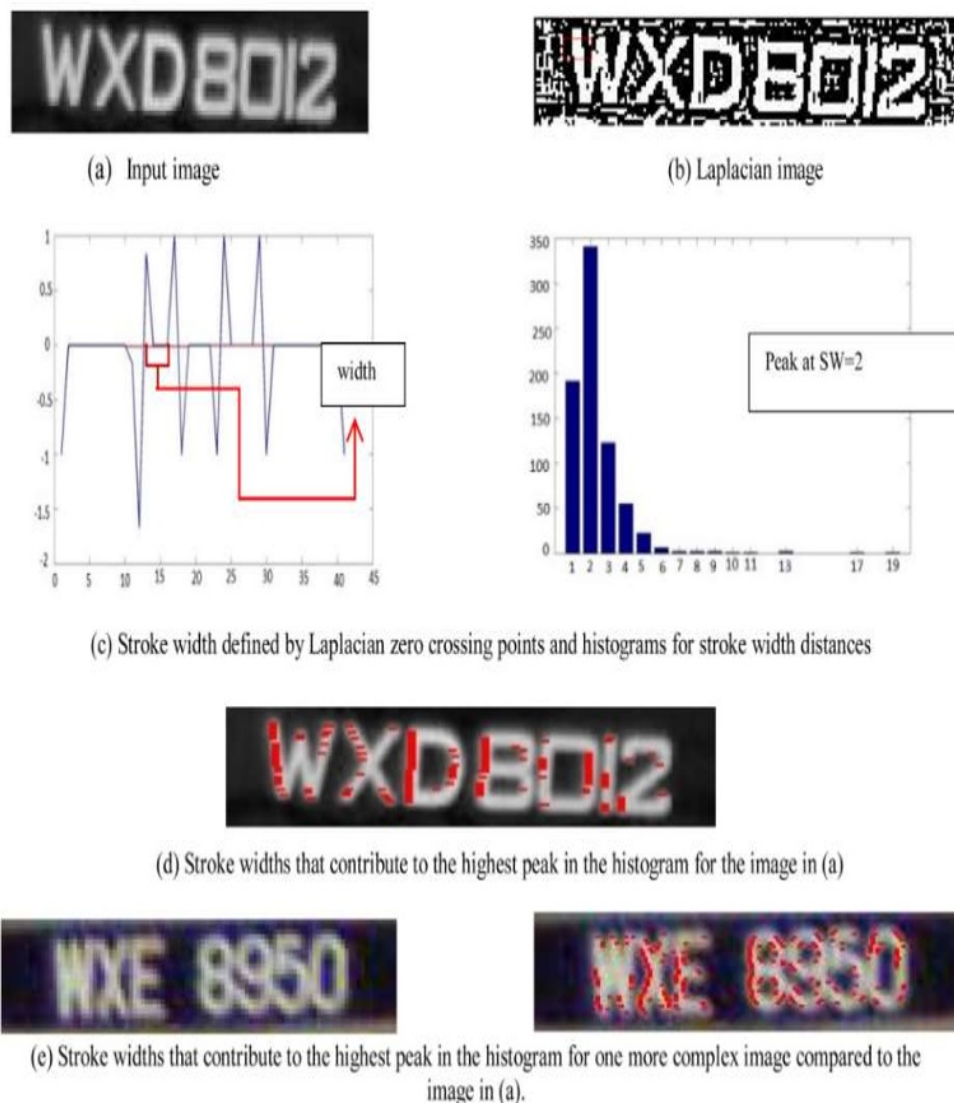 WXD8012
WXD8012
(a) Input image
(b) Laplacian image
1
0.5
0
-0.5
-1
-1.5
-2
0 5 10 15 20 25 30 35 40 45
width
350
300
250
200
150
100
50
0
1 2 3 4 5 6 7 8 9 10 11 13 17 19
Peak at SW=2
(c) Stroke width defined by Laplacian zero crossing points and histograms for stroke width distances
WXD8012
(d) Stroke widths that contribute to the highest peak in the histogram for the image in (a)
WXE 8950
WXE 8950
(e) Stroke widths that contribute to the highest peak in the histogram for one more complex image compared to the
image in (a).